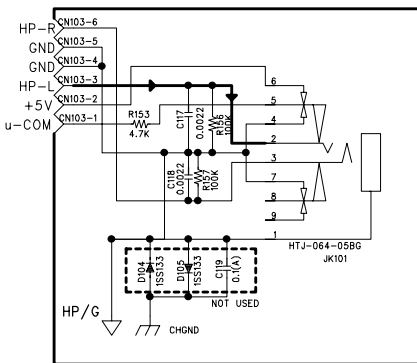 HP-R CN103-6
GND CN103-5
GND CN103-4
HP-L CN103-3
+5V CN103-2
u-COM CN103-1
R153
4.7K
C117
0.0022
R156
100K
C118
0.0022
R157
100K
6
5
4
2
3
7
8
9
1
HTJ-064-05BG
JK101
D104
1SS133
D105
1SS133
C119
0.1(A)
NOT USED
HP/G
CHGND